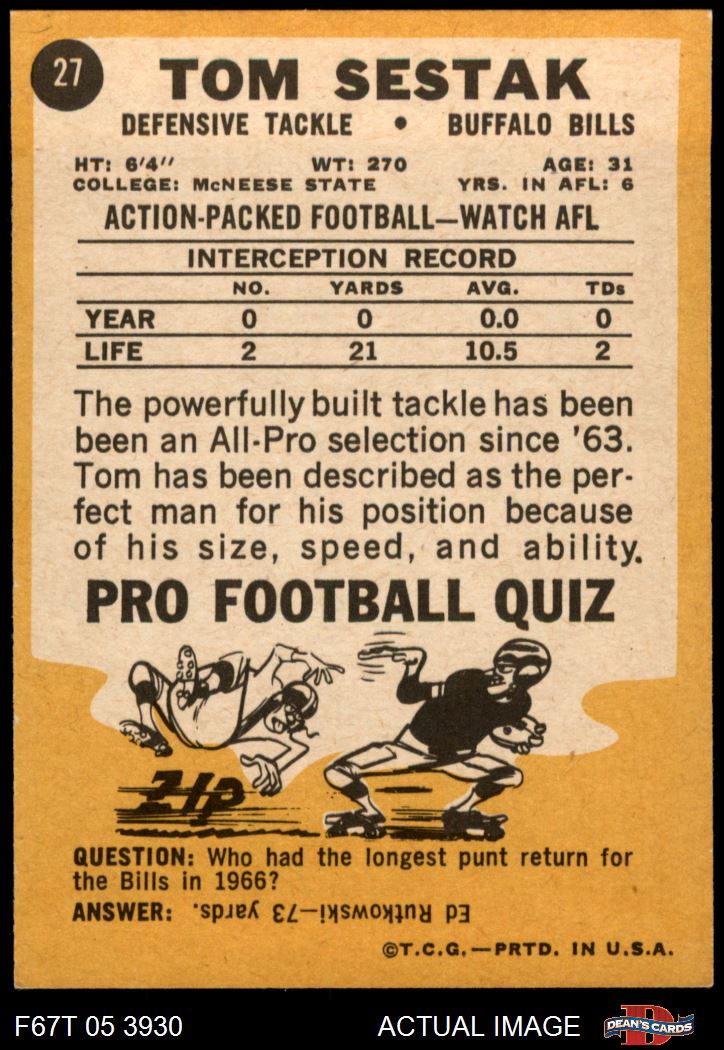 27
TOM SESTAK
DEFENSIVE TACKLE • BUFFALO BILLS
HT: 6'4" WT: 270 AGE: 31
COLLEGE: McNEESE STATE YRS. IN AFL: 6
ACTION-PACKED FOOTBALL—WATCH AFL
INTERCEPTION RECORD
NO. YARDS AVG. TDs
YEAR 0 0 0.0 0
LIFE 2 21 10.5 2
The powerfully built tackle has been
been an All-Pro selection since '63.
Tom has been described as the per-
fect man for his position because
of his size, speed, and ability.
PRO FOOTBALL QUIZ
ZIP
QUESTION: Who had the longest punt return for
the Bills in 1966?
ANSWER: Ed Rutkowski—73 yards.
©T.C.G.—PRTD. IN U.S.A.
F67T 05 3930 ACTUAL IMAGE D DEAN'S CARDS